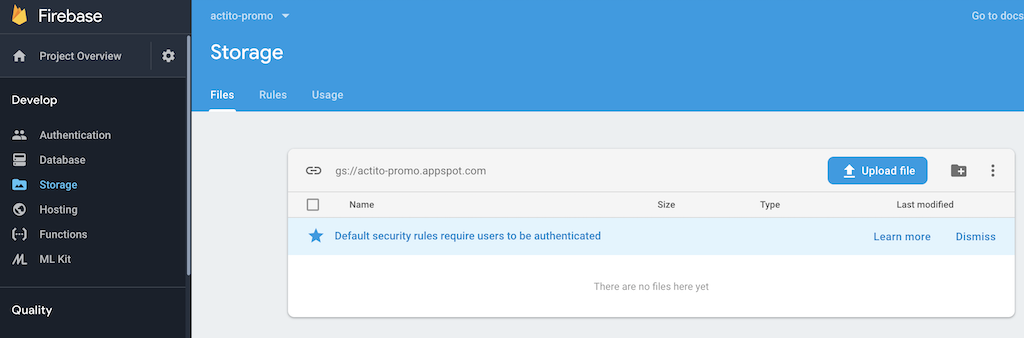 Firebase
Project Overview
Develop
Authentication
Database
Storage
Hosting
Functions
ML Kit
Quality
actito-promo
Go to docs
Storage
Files Rules Usage
gs://actito-promo.appspot.com
Upload file
Name Size Type Last modified
Default security rules require users to be authenticated
Learn more Dismiss
There are no files here yet